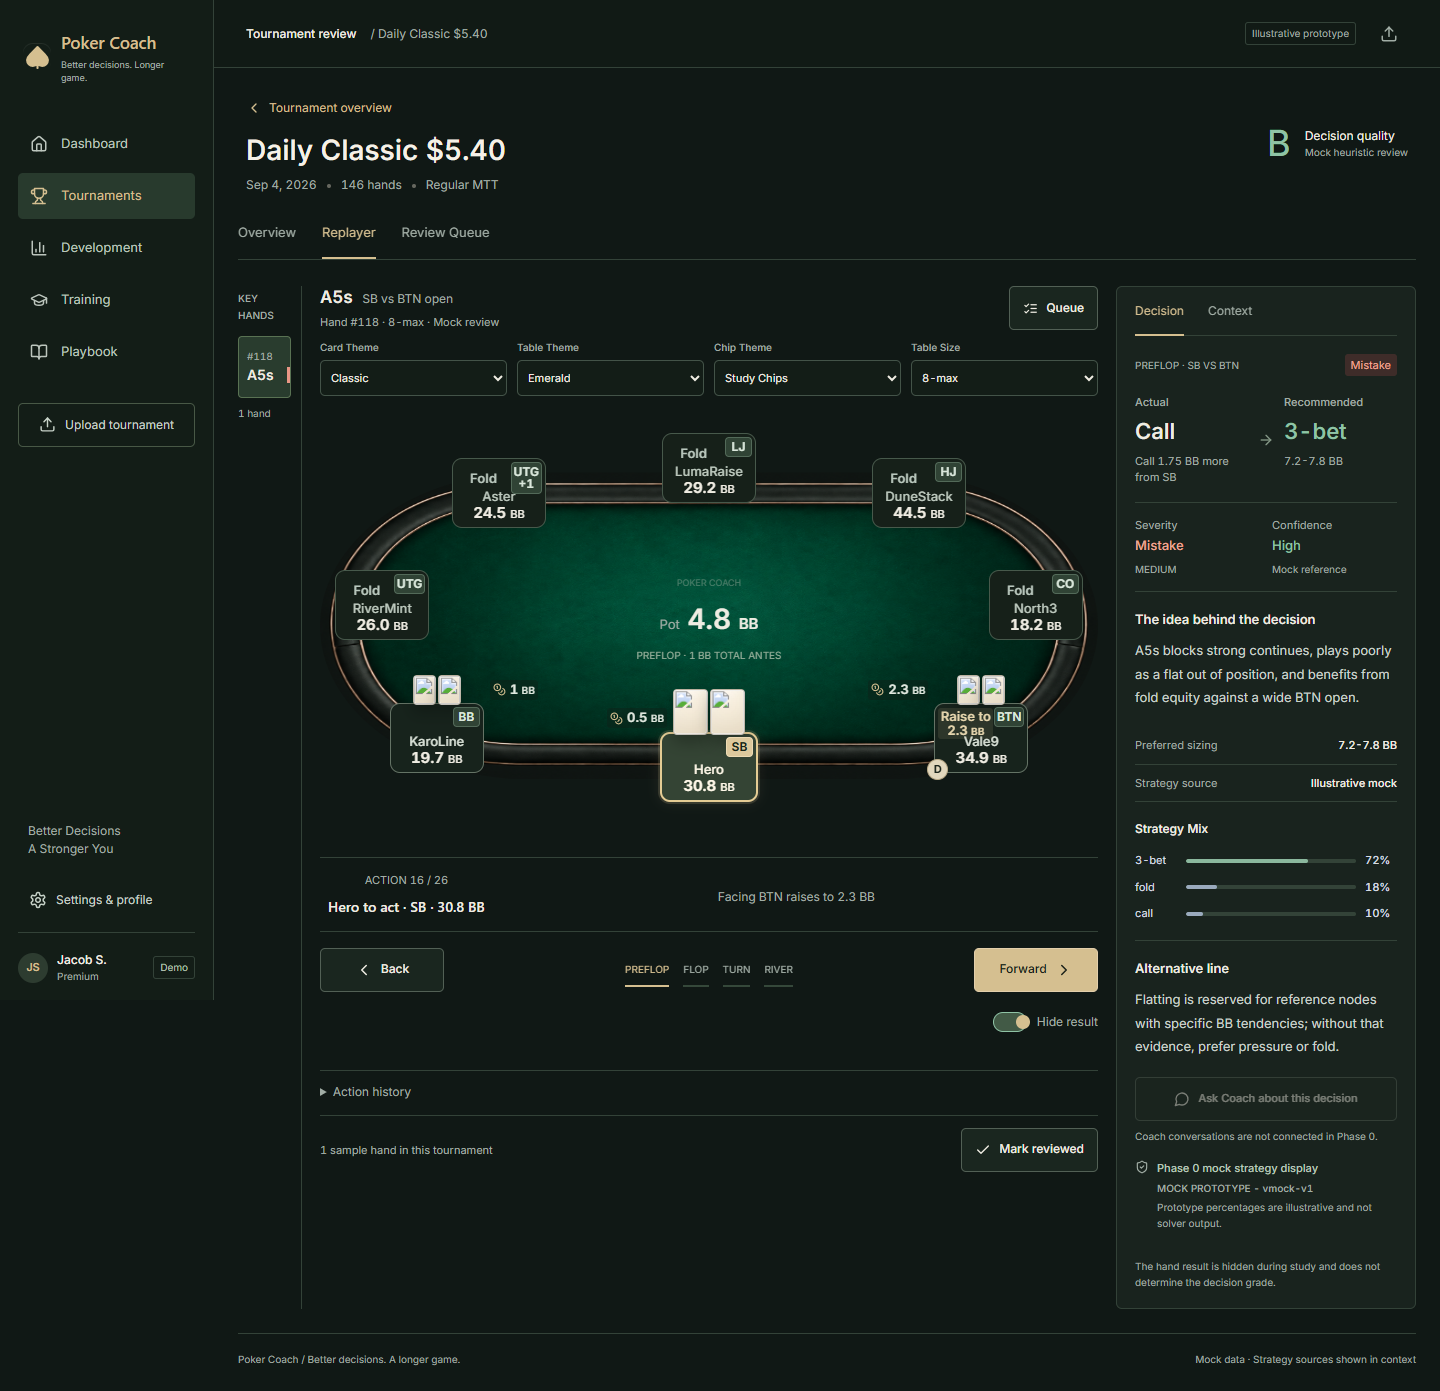 Poker Coach
Better decisions. Longer
game.
Dashboard
Tournaments
Development
Training
Playbook
Upload tournament
Better Decisions
A Stronger You
Settings & profile
JS
Jacob S.
Premium
Demo
Tournament review / Daily Classic $5.40
Illustrative prototype
Tournament overview
Daily Classic $5.40
Sep 4, 2026 • 146 hands • Regular MTT
B
Decision quality
Mock heuristic review
Overview
Replayer
Review Queue
KEY
HANDS
#118
A5s
1 hand
A5s SB vs BTN open
Hand #118 · 8-max · Mock review
Queue
Card Theme
Classic
Table Theme
Emerald
Chip Theme
Study Chips
Table Size
8-max
Fold
LJ
LumaRaise
29.2 BB
Fold
UTG
+1
Aster
24.5 BB
Fold
HJ
DuneStack
44.5 BB
Fold
UTG
RiverMint
26.0 BB
Fold
CO
North3
18.2 BB
POKER COACH
Pot 4.8 BB
PREFLOP · 1 BB TOTAL ANTES
1 BB
2.3 BB
0.5 BB
BB
KaroLine
19.7 BB
SB
Hero
30.8 BB
Raise to
2.3 BB
BTN
Vale9
34.9 BB
D
ACTION 16 / 26
Hero to act · SB · 30.8 BB
Facing BTN raises to 2.3 BB
Back
PREFLOP
FLOP
TURN
RIVER
Forward
Hide result
Action history
1 sample hand in this tournament
Mark reviewed
Decision
Context
PREFLOP · SB VS BTN
Mistake
Actual
Call
Call 1.75 BB more
from SB
Recommended
3-bet
7.2-7.8 BB
Severity
Mistake
MEDIUM
Confidence
High
Mock reference
The idea behind the decision
A5s blocks strong continues, plays poorly
as a flat out of position, and benefits from
fold equity against a wide BTN open.
Preferred sizing 7.2-7.8 BB
Strategy source Illustrative mock
Strategy Mix
3-bet 72%
fold 18%
call 10%
Alternative line
Flatting is reserved for reference nodes
with specific BB tendencies; without that
evidence, prefer pressure or fold.
Ask Coach about this decision
Coach conversations are not connected in Phase 0.
Phase 0 mock strategy display
MOCK PROTOTYPE - vmock-v1
Prototype percentages are illustrative and not
solver output.
The hand result is hidden during study and does not
determine the decision grade.
Poker Coach / Better decisions. A longer game.
Mock data · Strategy sources shown in context